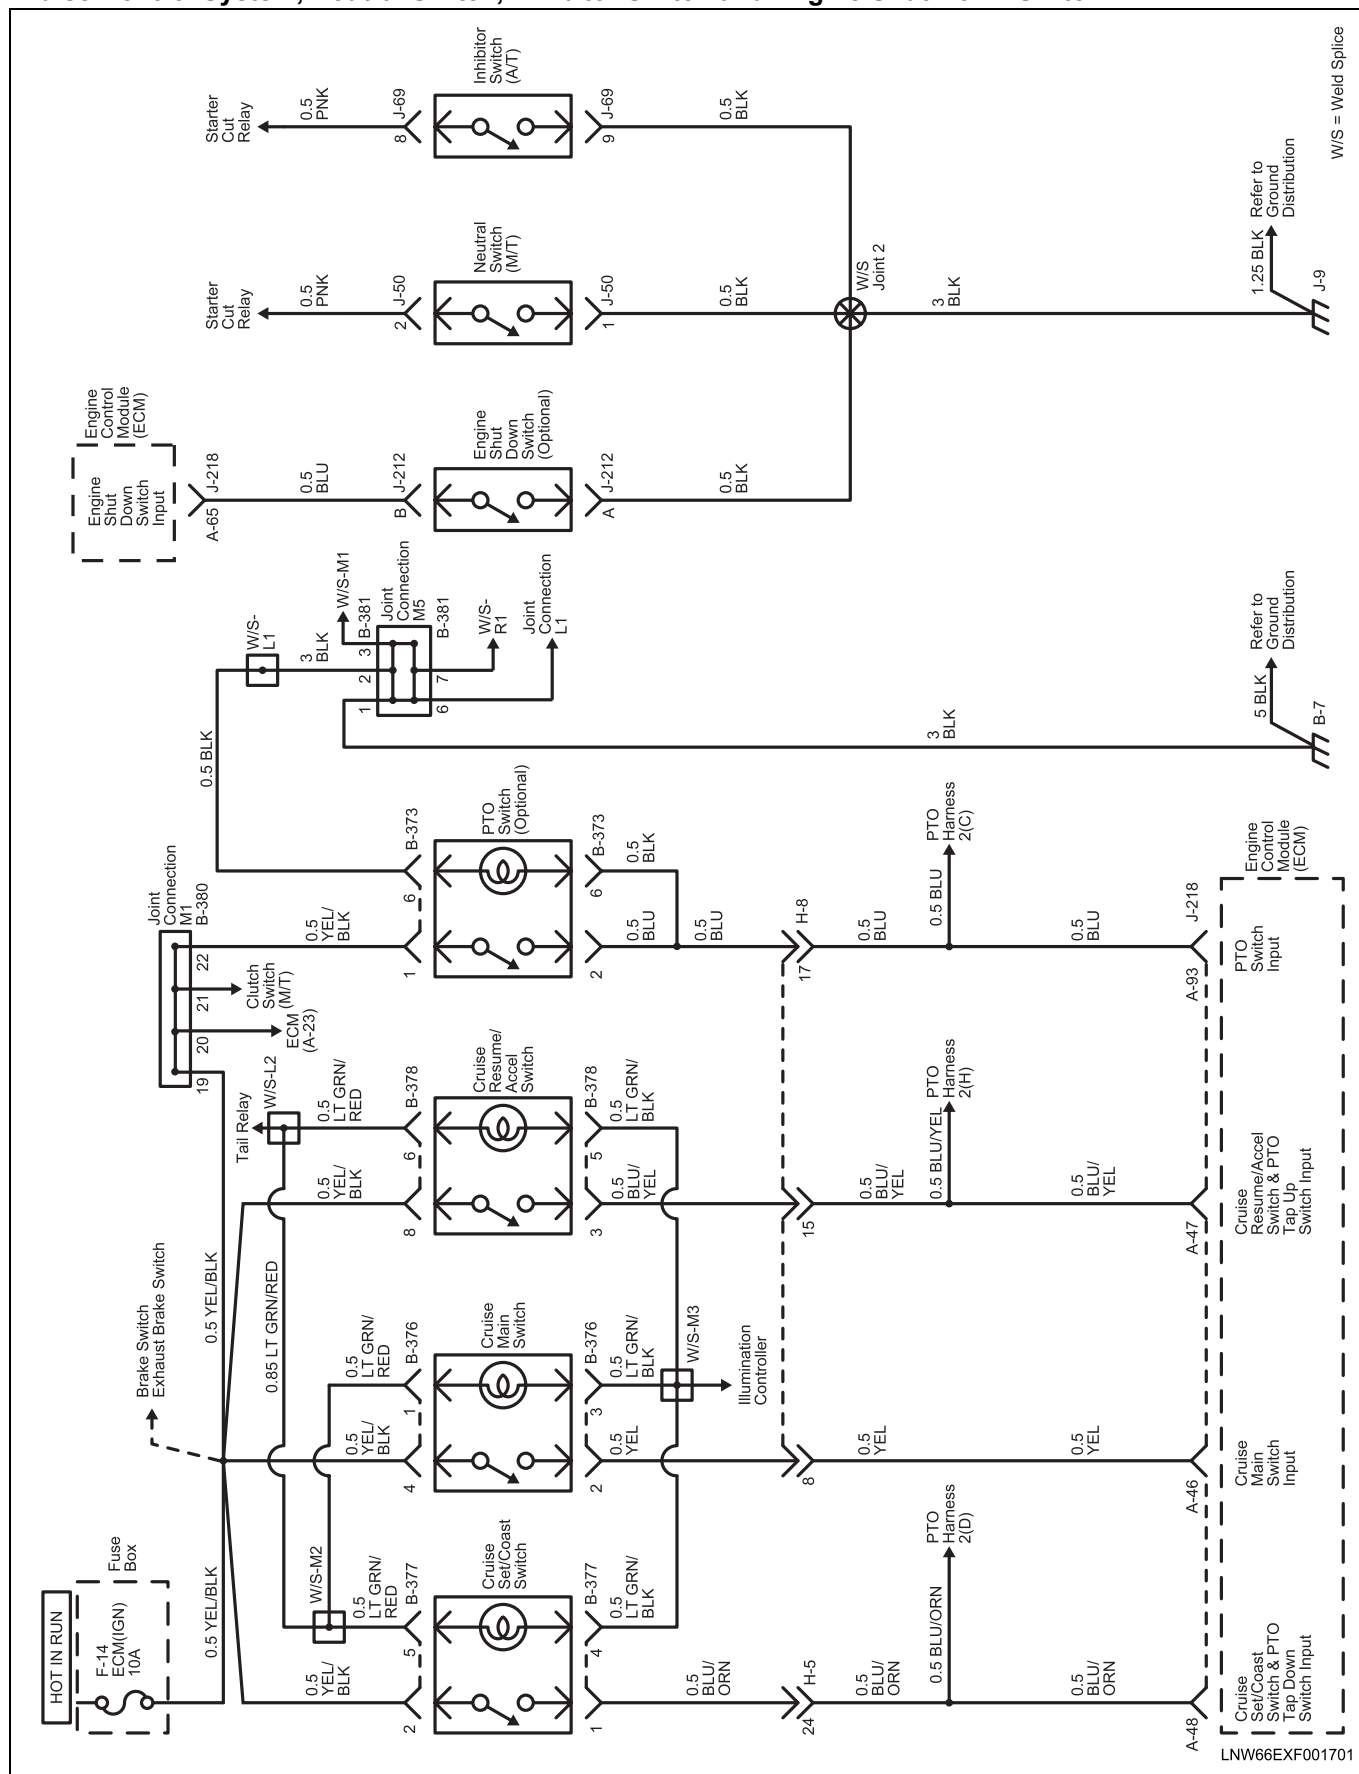 HOT IN RUN
F-14
ECM(IGN)
10A
Fuse
Box
0.5 YEL/BLK
Brake Switch
Exhaust Brake Switch
0.5 YEL/BLK
Joint
Connection
M1
B-380
19
20
21
22
ECM
(A-23)
Clutch
Switch
(M/T)
Tail Relay
W/S-L2
0.85 LT GRN/RED
W/S-M2
0.5
YEL/
BLK
0.5
LT GRN/
RED
2
5
B-377
Cruise
Set/Coast
Switch
1
4
B-377
0.5
LT GRN/
BLK
0.5
BLU/
ORN
24
H-5
0.5
BLU/
ORN
0.5 BLU/ORN
PTO
Harness
2(D)
0.5
BLU/
ORN
A-48
Cruise
Set/Coast
Switch & PTO
Tap Down
Switch Input
0.5
YEL/
BLK
0.5
LT GRN/
RED
4
1
B-376
Cruise
Main
Switch
2
3
B-376
0.5
YEL
0.5
LT GRN/
BLK
W/S-M3
Illumination
Controller
8
0.5
YEL
0.5
YEL
A-46
Cruise
Main
Switch
Input
0.5
YEL/
BLK
0.5
LT GRN/
RED
8
6
B-378
Cruise
Resume/
Accel
Switch
3
5
B-378
0.5
BLU/
YEL
0.5
LT GRN/
BLK
15
0.5
BLU/
YEL
0.5 BLU/YEL
PTO
Harness
2(H)
0.5
BLU/
YEL
A-47
Cruise
Resume/Accel
Switch & PTO
Tap Up
Switch Input
0.5
YEL/
BLK
0.5 BLK
1
6
B-373
PTO
Switch
(Optional)
2
6
B-373
0.5
BLU
0.5
BLK
0.5
BLU
17
H-8
0.5
BLU
0.5 BLU
PTO
Harness
2(C)
0.5
BLU
A-93
J-218
PTO
Switch
Input
Engine
Control
Module
(ECM)
W/S-
L1
3
BLK
W/S-M1
1
2
3
B-381
Joint
Connection
M5
6
7
B-381
W/S-
R1
Joint
Connection
L1
3
BLK
5 BLK
Refer to
Ground
Distribution
B-7
Engine
Shut
Down
Switch
Input
Engine
Control
Module
(ECM)
A-65
J-218
0.5
BLU
B
J-212
Engine
Shut
Down
Switch
(Optional)
A
J-212
0.5
BLK
Starter
Cut
Relay
0.5
PNK
2
J-50
Neutral
Switch
(M/T)
1
J-50
0.5
BLK
W/S
Joint 2
3
BLK
1.25 BLK
Refer to
Ground
Distribution
J-9
Starter
Cut
Relay
0.5
PNK
8
J-69
Inhibitor
Switch
(A/T)
9
J-69
0.5
BLK
W/S = Weld Splice
LNW66EXF001701